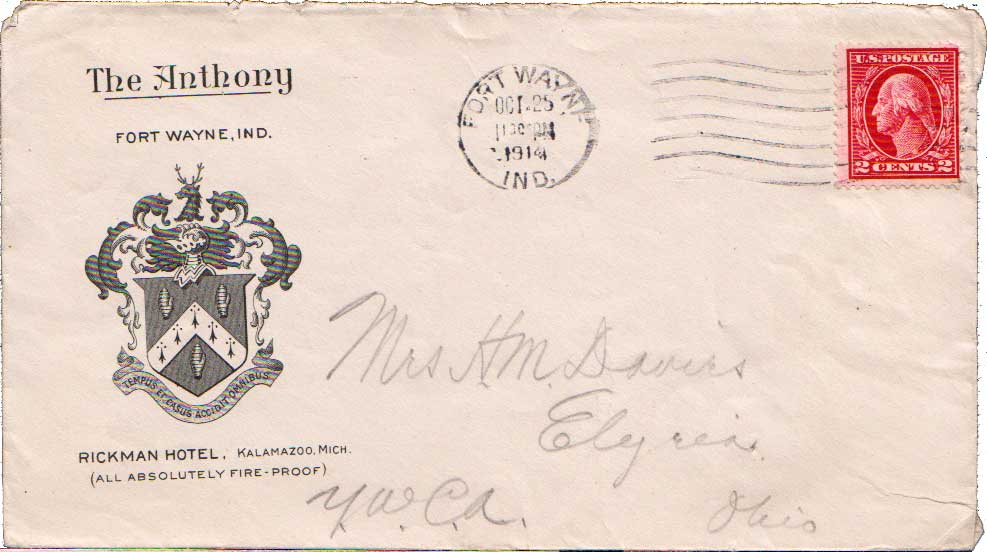 The Anthony
FORT WAYNE, IND.
FORT WAYNE
OCT. 25
1914
IND.
U.S. POSTAGE
2 CENTS 2
TEMPUS ET CASUS ACCIDIT OMNIBUS
RICKMAN HOTEL, KALAMAZOO, MICH.
(ALL ABSOLUTELY FIRE-PROOF)
Mrs H. M. Davies
Elyria
Y.W.C.A.
Ohio